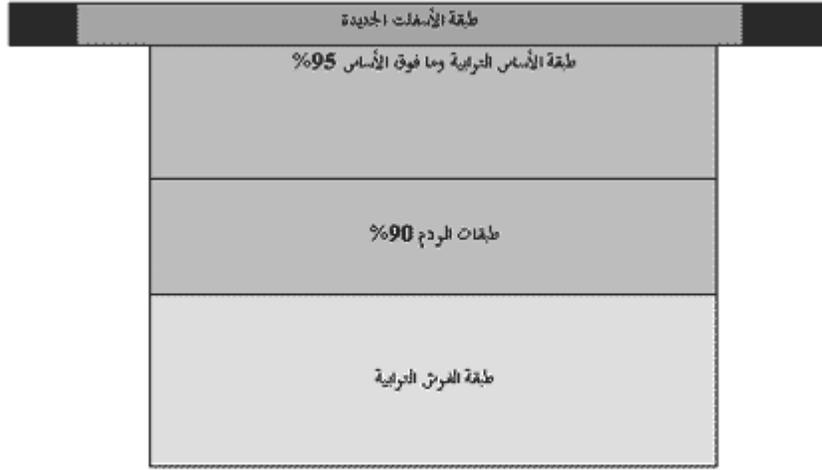 طبقة الأسفلت الجديدة
طبقة الأساس الترابية وما فوق الأساس 95%
طبقات الردم 90%
طبقة الفرش الترابية